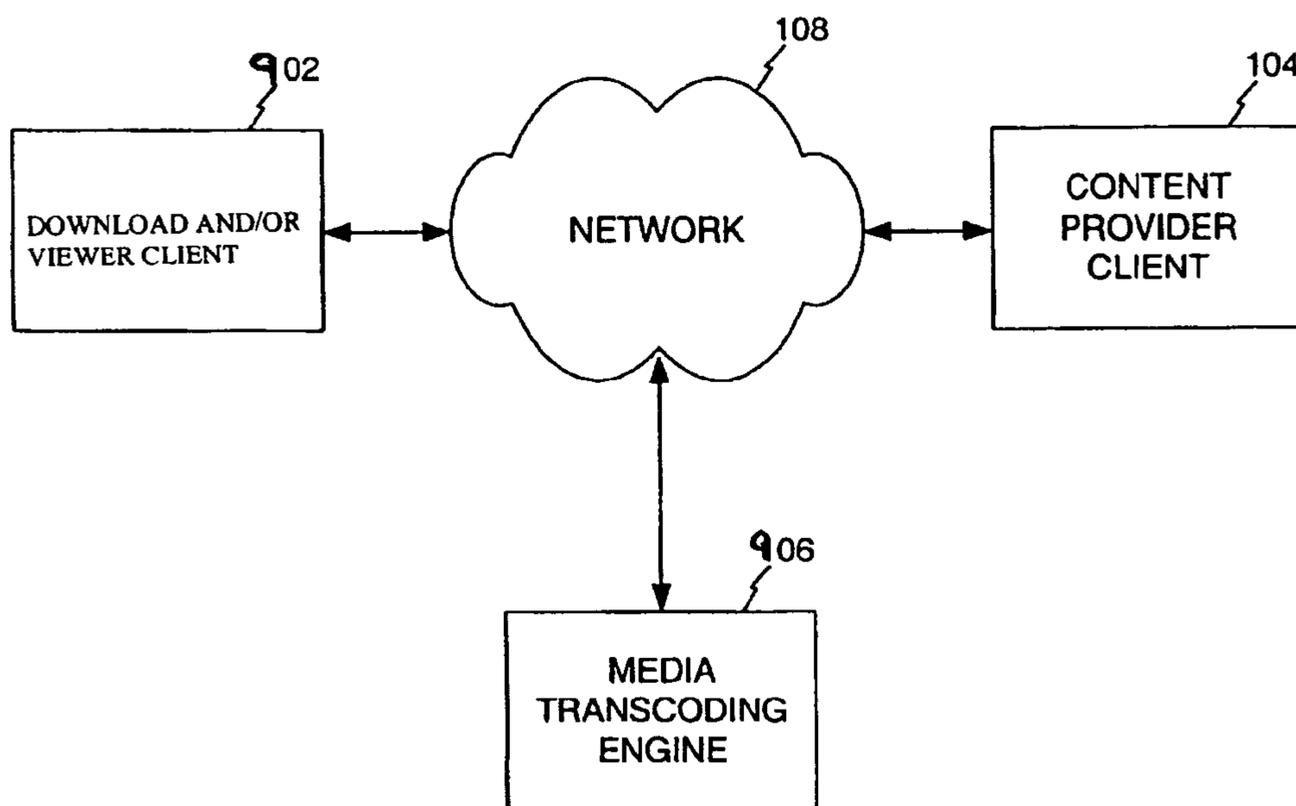 108
902
104
DOWNLOAD AND/OR
VIEWER CLIENT
NETWORK
CONTENT
PROVIDER
CLIENT
906
MEDIA
TRANSCODING
ENGINE